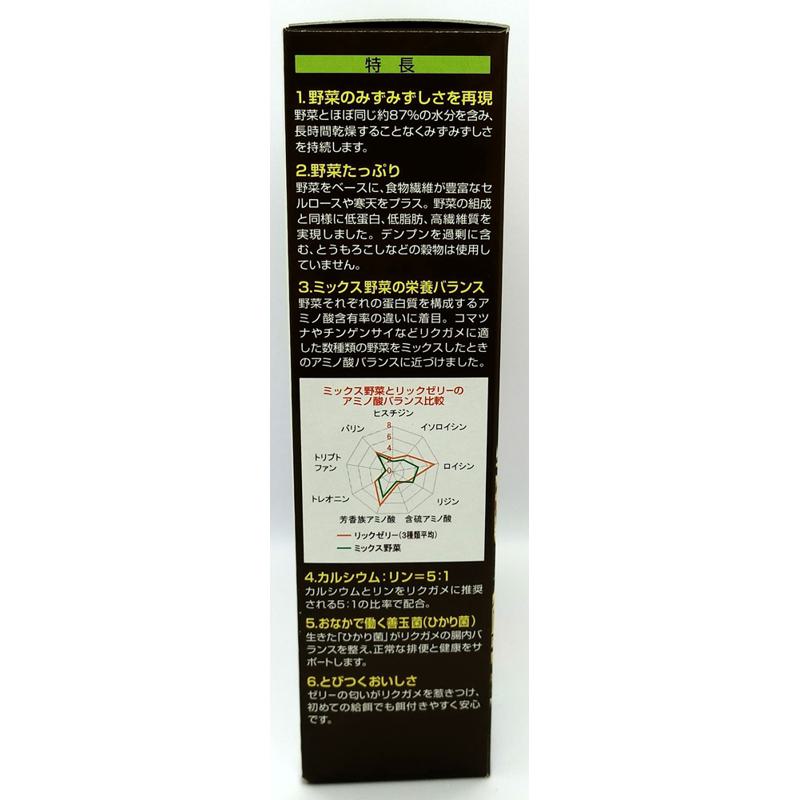 特長
1.野菜のみずみずしさを再現
野菜とほぼ同じ約87%の水分を含み、
長時間乾燥することなくみずみずしさ
を持続します。
2.野菜たっぷり
野菜をベースに、食物繊維が豊富なセ
ルロースや寒天をプラス。野菜の組成
と同様に低蛋白、低脂肪、高繊維質を
実現しました。デンプンを過剰に含
む、とうもろこしなどの穀物は使用し
ていません。
3.ミックス野菜の栄養バランス
野菜それぞれの蛋白質を構成するア
ミノ酸含有率の違いに着目。コマツ
ナやチンゲンサイなどリクガメに適
した数種類の野菜をミックスしたとき
のアミノ酸バランスに近づけました。
ミックス野菜とリックゼリーの
アミノ酸バランス比較
ヒスチジン
バリン
8
イソロイシン
6
4
トリプト
ファン
0
ロイシン
トレオニン
リジン
芳香族アミノ酸 含硫アミノ酸
リックゼリー(3種類平均)
ミックス野菜
4.カルシウム:リン=5:1
カルシウムとリンをリクガメに推奨
される5:1の比率で配合。
5.おなかで働く善玉菌(ひかり菌)
生きた「ひかり菌」がリクガメの腸内バ
ランスを整え、正常な排便と健康をサ
ポートします。
6.とびつくおいしさ
ゼリーの匂いがリクガメを惹きつけ、
初めての給餌でも餌付きやすく安心
です。